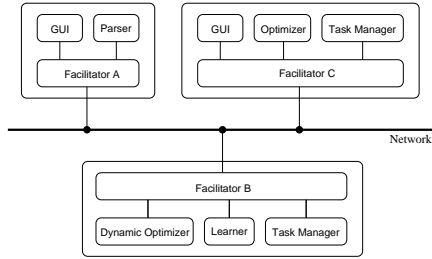 GUI
Parser
Facilitator A
GUI
Optimizer
Task Manager
Facilitator C
Network
Facilitator B
Dynamic Optimizer
Learner
Task Manager